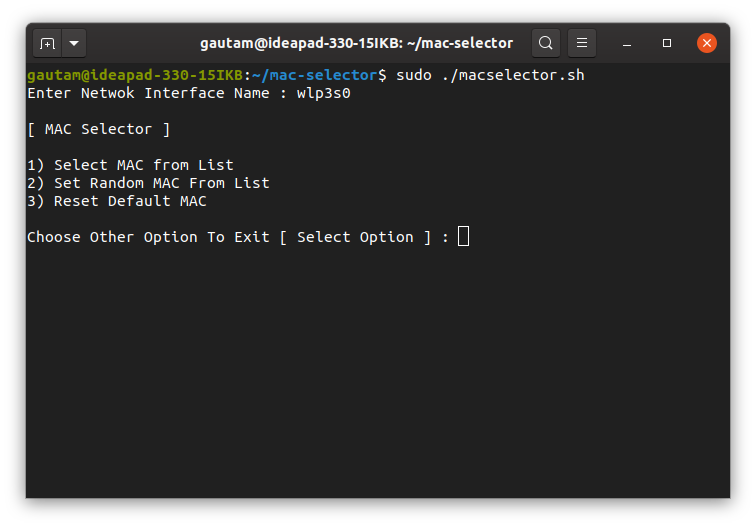 gautam@ideapad-330-15IKB: ~/mac-selector
gautam@ideapad-330-15IKB:~/mac-selector$ sudo ./macselector.sh
Enter Netwok Interface Name : wlp3s0
[ MAC Selector ]
1) Select MAC from List
2) Set Random MAC From List
3) Reset Default MAC
Choose Other Option To Exit [ Select Option ] :